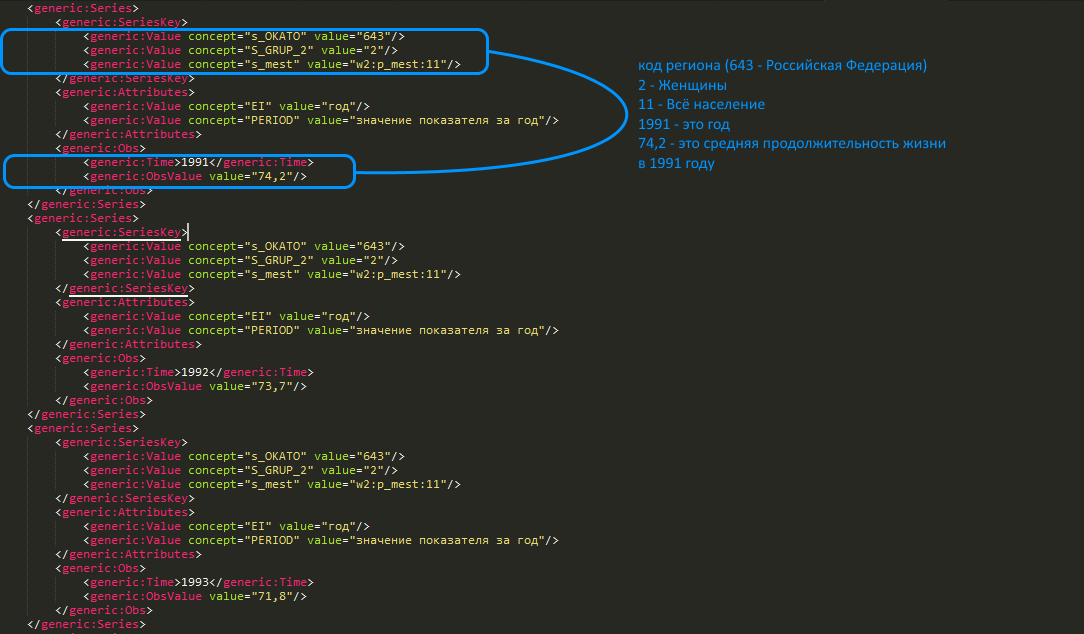 <generic:Series>
<generic:SeriesKey>
<generic:Value concept="s_OKATO" value="643"/>
<generic:Value concept="S_GRUP_2" value="2"/>
<generic:Value concept="s_mest" value="w2:p_mest:11"/>
</generic:SeriesKey>
<generic:Attributes>
<generic:Value concept="EI" value="год"/>
<generic:Value concept="PERIOD" value="значение показателя за год"/>
</generic:Attributes>
<generic:Obs>
<generic:Time>1991</generic:Time>
<generic:ObsValue value="74,2"/>
</generic:Obs>
</generic:Series>
код региона (643 - Российская Федерация)
2 - Женщины
11 - Всё население
1991 - это год
74,2 - это средняя продолжительность жизни
в 1991 году
<generic:Series>
<generic:SeriesKey>
<generic:Value concept="s_OKATO" value="643"/>
<generic:Value concept="S_GRUP_2" value="2"/>
<generic:Value concept="s_mest" value="w2:p_mest:11"/>
</generic:SeriesKey>
<generic:Attributes>
<generic:Value concept="EI" value="год"/>
<generic:Value concept="PERIOD" value="значение показателя за год"/>
</generic:Attributes>
<generic:Obs>
<generic:Time>1992</generic:Time>
<generic:ObsValue value="73,7"/>
</generic:Obs>
</generic:Series>
<generic:Series>
<generic:SeriesKey>
<generic:Value concept="s_OKATO" value="643"/>
<generic:Value concept="S_GRUP_2" value="2"/>
<generic:Value concept="s_mest" value="w2:p_mest:11"/>
</generic:SeriesKey>
<generic:Attributes>
<generic:Value concept="EI" value="год"/>
<generic:Value concept="PERIOD" value="значение показателя за год"/>
</generic:Attributes>
<generic:Obs>
<generic:Time>1993</generic:Time>
<generic:ObsValue value="71,8"/>
</generic:Obs>
</generic:Series>